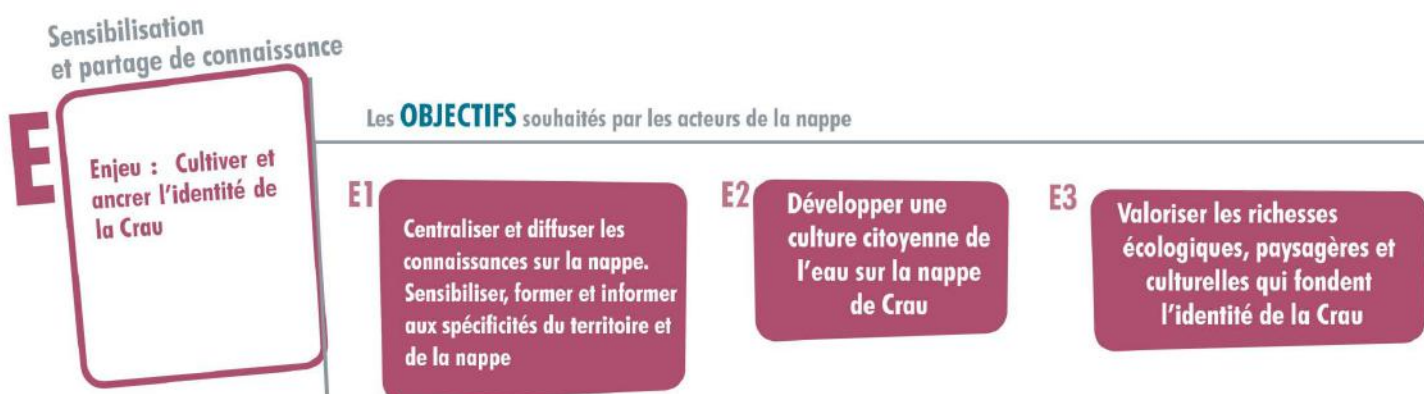 Sensibilisation
et partage de connaissance
E
Enjeu : Cultiver et
ancrer l'identité de
la Crau
Les OBJECTIFS souhaités par les acteurs de la nappe
E1
Centraliser et diffuser les
connaissances sur la nappe.
Sensibiliser, former et informer
aux spécificités du territoire et
de la nappe
E2
Développer une
culture citoyenne de
l'eau sur la nappe
de Crau
E3
Valoriser les richesses
écologiques, paysagères et
culturelles qui fondent
l'identité de la Crau